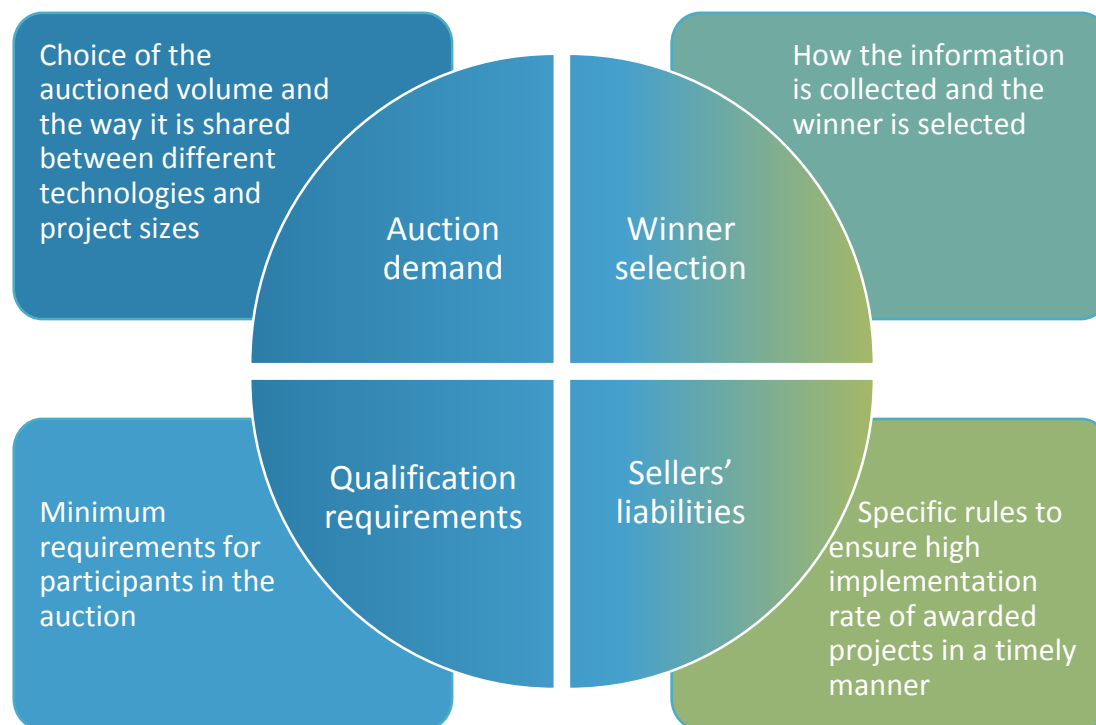 Choice of the
auctioned volume and
the way it is shared
between different
technologies and
project sizes
How the information
is collected and the
winner is selected
Auction
demand
Winner
selection
Qualification
requirements
Sellers’
liabilities
Minimum
requirements for
participants in the
auction
Specific rules to
ensure high
implementation
rate of awarded
projects in a timely
manner